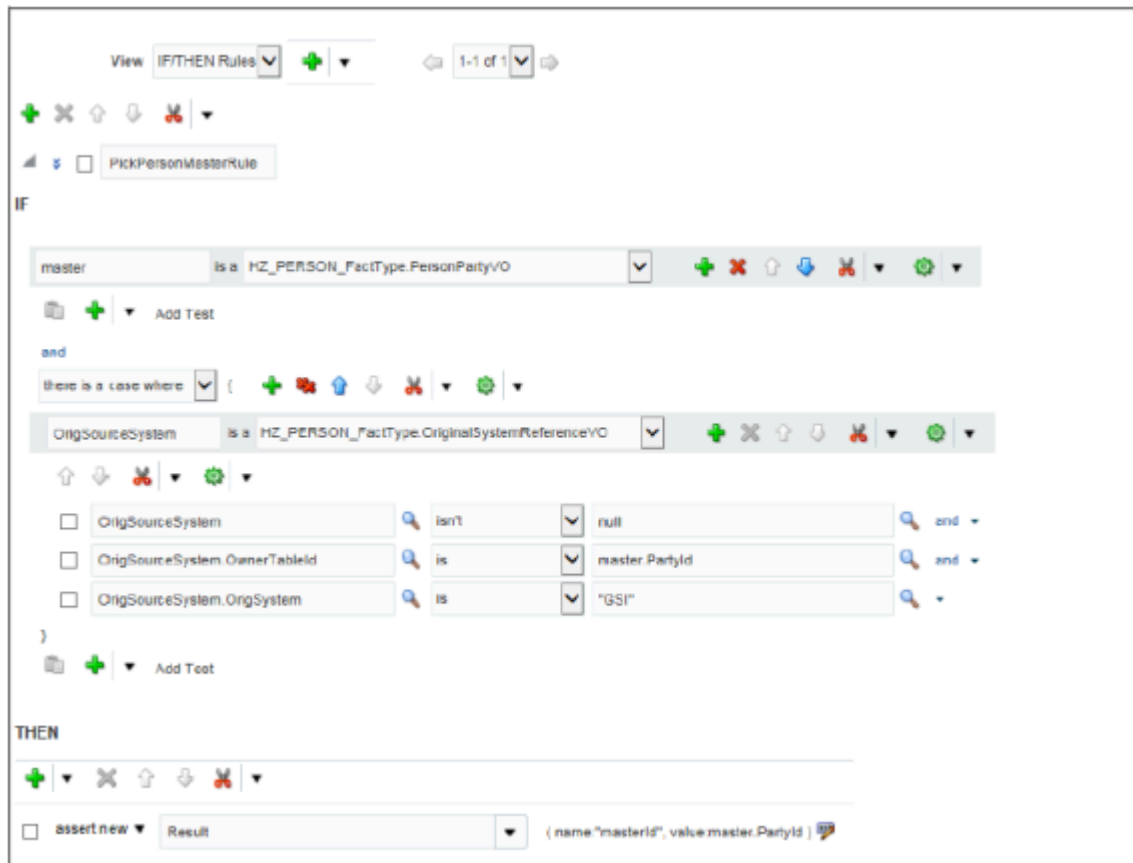 View IF/THEN Rules 1-1 of 1
PickPersonMasterRule
IF
master is a HZ_PERSON_FactType.PersonPartyVO
Add Test
and
there is a case where {
OrigSourceSystem is a HZ_PERSON_FactType.OriginalSystemReferenceVO
OrigSourceSystem isn't null and
OrigSourceSystem.OwnerTableId is master.PartyId and
OrigSourceSystem.OrigSystem is "GSI"
}
Add Test
THEN
assert new Result ( name:"masterId", value:master.PartyId )